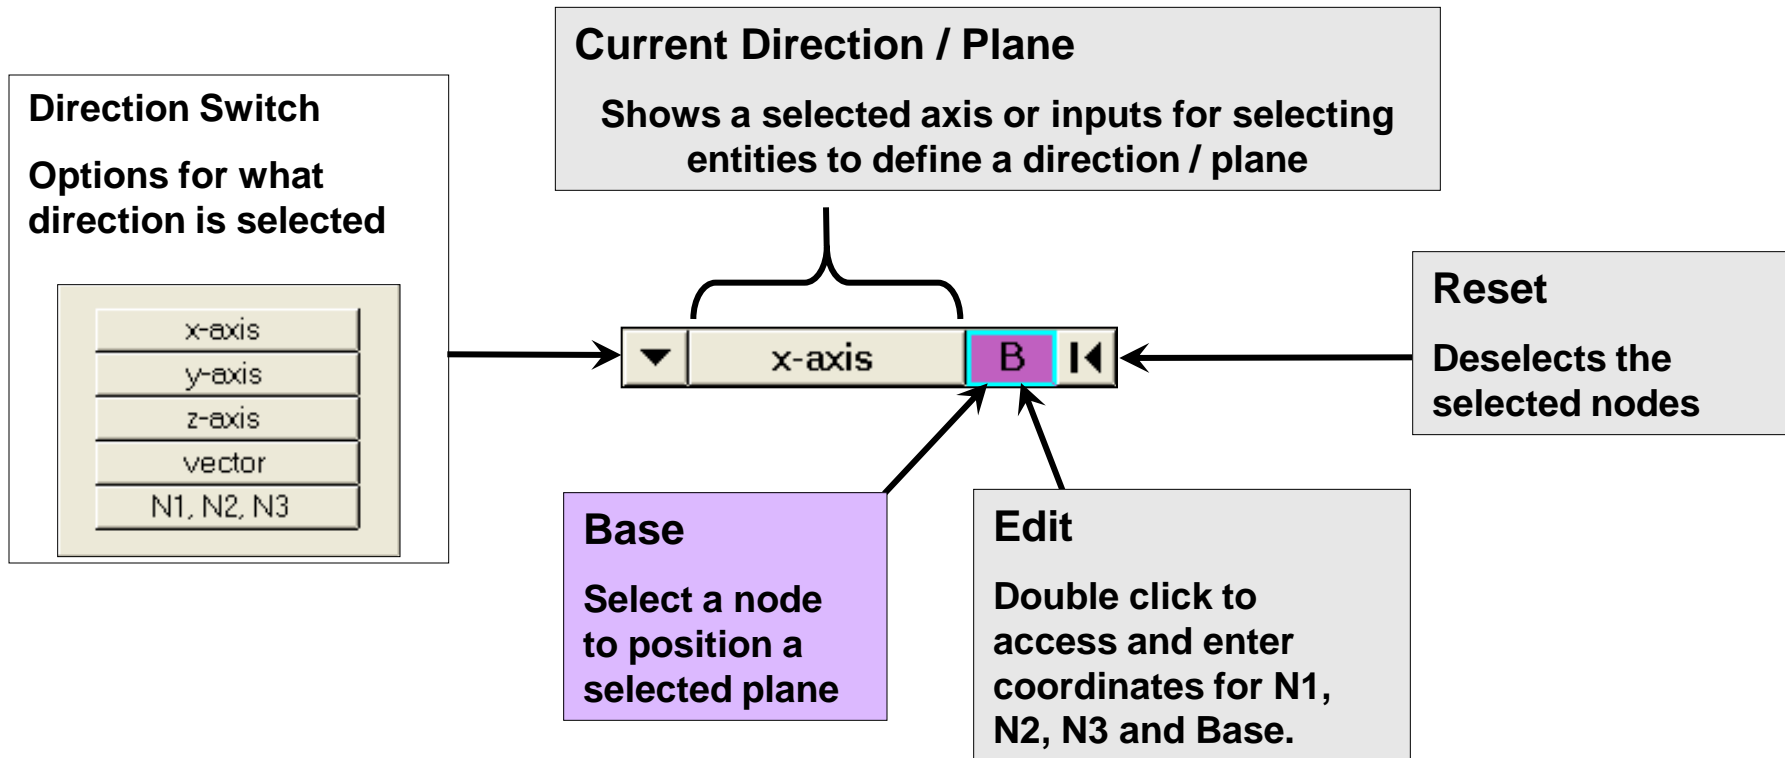 Current Direction / Plane
Shows a selected axis or inputs for selecting
entities to define a direction / plane
Direction Switch
Options for what
direction is selected
x-axis
y-axis
z-axis
vector
N1, N2, N3
x-axis B
Reset
Deselects the
selected nodes
Base
Select a node
to position a
selected plane
Edit
Double click to
access and enter
coordinates for N1,
N2, N3 and Base.